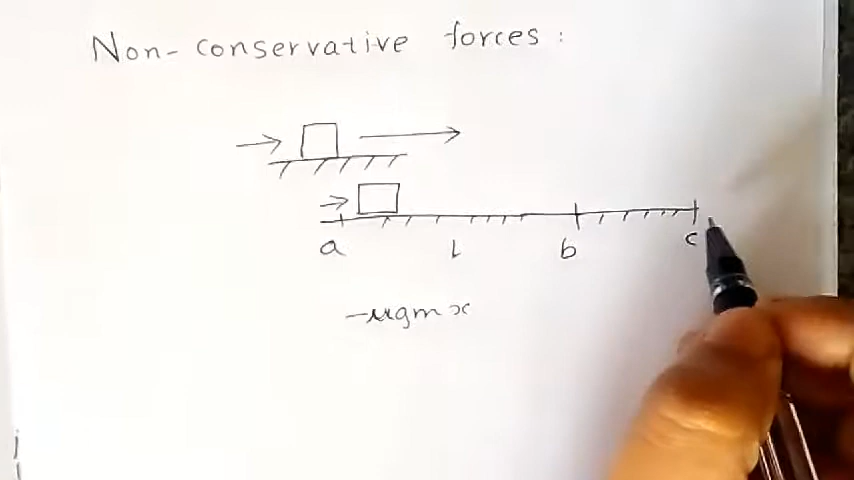 Non-conservative forces :
a L b c
-μgmx